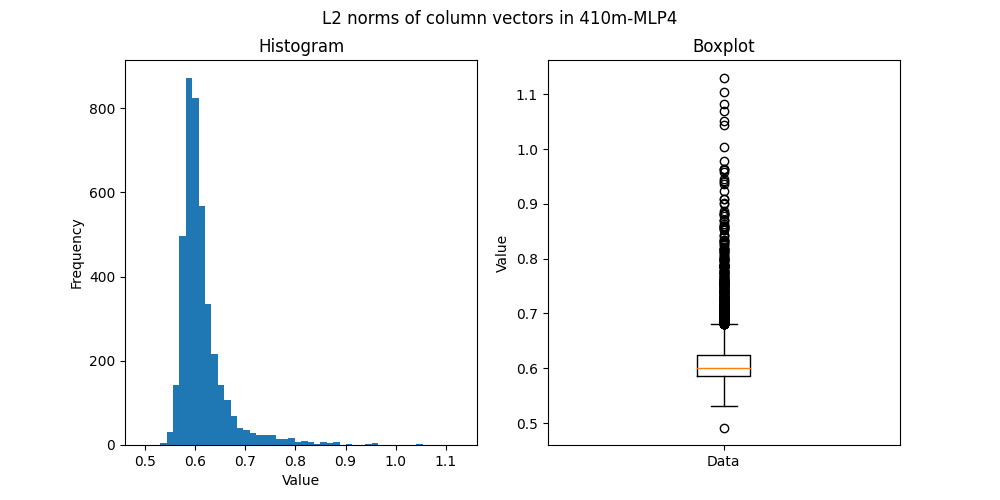 L2 norms of column vectors in 410m-MLP4
Histogram
Frequency
800
600
400
200
0
0.5 0.6 0.7 0.8 0.9 1.0 1.1
Value
Boxplot
Value
1.1
1.0
0.9
0.8
0.7
0.6
0.5
Data